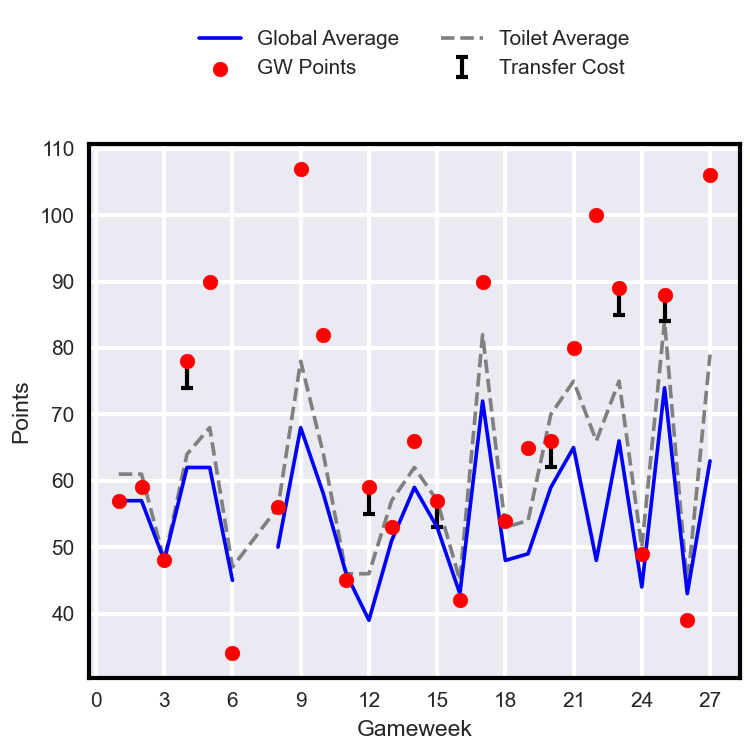 Global Average
Toilet Average
GW Points
Transfer Cost
110
100
90
80
70
60
50
40
Points
0 3 6 9 12 15 18 21 24 27
Gameweek